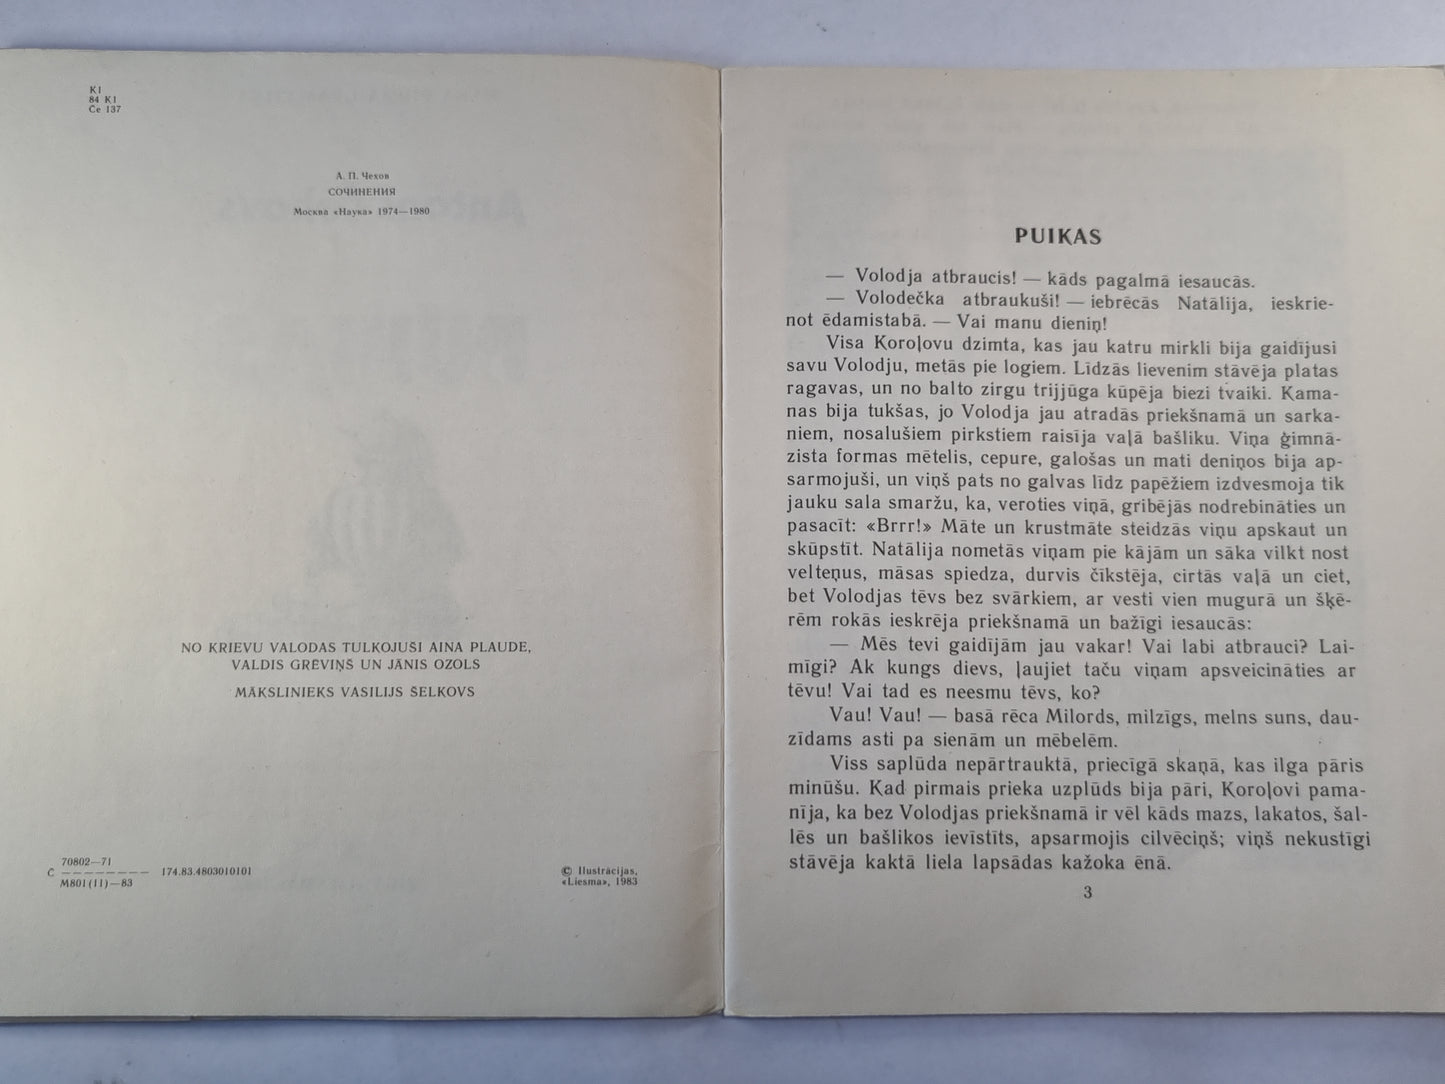 K1
84 K1
Če 137
А. П. Чехов
СОЧИНЕНИЯ
Москва «Наука» 1974—1980
NO KRIEVU VALODAS TULKOJUŠI AINA PLAUDE,
VALDIS GRĒVIŅŠ UN JĀNIS OZOLS
MĀKSLINIEKS VASILIJS ŠELKOVS
70802—71
C ———————— 174.83.4803010101
M801(11)—83
© Ilustrācijas,
«Liesma», 1983
PUIKAS
— Volodja atbraucis! — kāds pagalmā iesaucās.
— Volodečka atbraukuši! — iebrēcās Natālija, ieskrie-
not ēdamistabā. — Vai manu dieniņ!
Visa Koroļovu dzimta, kas jau katru mirkli bija gaidījusi
savu Volodju, metās pie logiem. Līdzās lievenim stāvēja platas
ragavas, un no balto zirgu trijjūga kūpēja biezi tvaiki. Kama-
nas bija tukšas, jo Volodja jau atradās priekšnamā un sarka-
niem, nosalušiem pirkstiem raisīja vaļā bašliku. Viņa ģimnā-
zista formas mētelis, cepure, galošas un mati deniņos bija ap-
sarmojuši, un viņš pats no galvas līdz papēžiem izdvesmoja tik
jauku sala smaržu, ka, veroties viņā, gribējās nodrebināties un
pasacīt: «Brrr!» Māte un krustmāte steidzās viņu apskaut un
skūpstīt. Natālija nometās viņam pie kājām un sāka vilkt nost
velteņus, māsas spiedza, durvis čīkstēja, cirtās vaļā un ciet,
bet Volodjas tēvs bez svārkiem, ar vesti vien mugurā un šķē-
rēm rokās ieskrēja priekšnamā un bažīgi iesaucās:
— Mēs tevi gaidījām jau vakar! Vai labi atbrauci? Lai-
mīgi? Ak kungs dievs, ļaujiet taču viņam apsveicināties ar
tēvu! Vai tad es neesmu tēvs, ko?
Vau! Vau! — basā rēca Milords, milzīgs, melns suns, dau-
zīdams asti pa sienām un mēbelēm.
Viss saplūda nepārtrauktā, priecīgā skaņā, kas ilga pāris
minūšu. Kad pirmais prieka uzplūds bija pāri, Koroļovi pama-
nīja, ka bez Volodjas priekšnamā ir vēl kāds mazs, lakatos, šal-
lēs un bašlikos ievīstīts, apsarmojis cilvēciņš; viņš nekustīgi
stāvēja kaktā liela lapsādas kažoka ēnā.
3